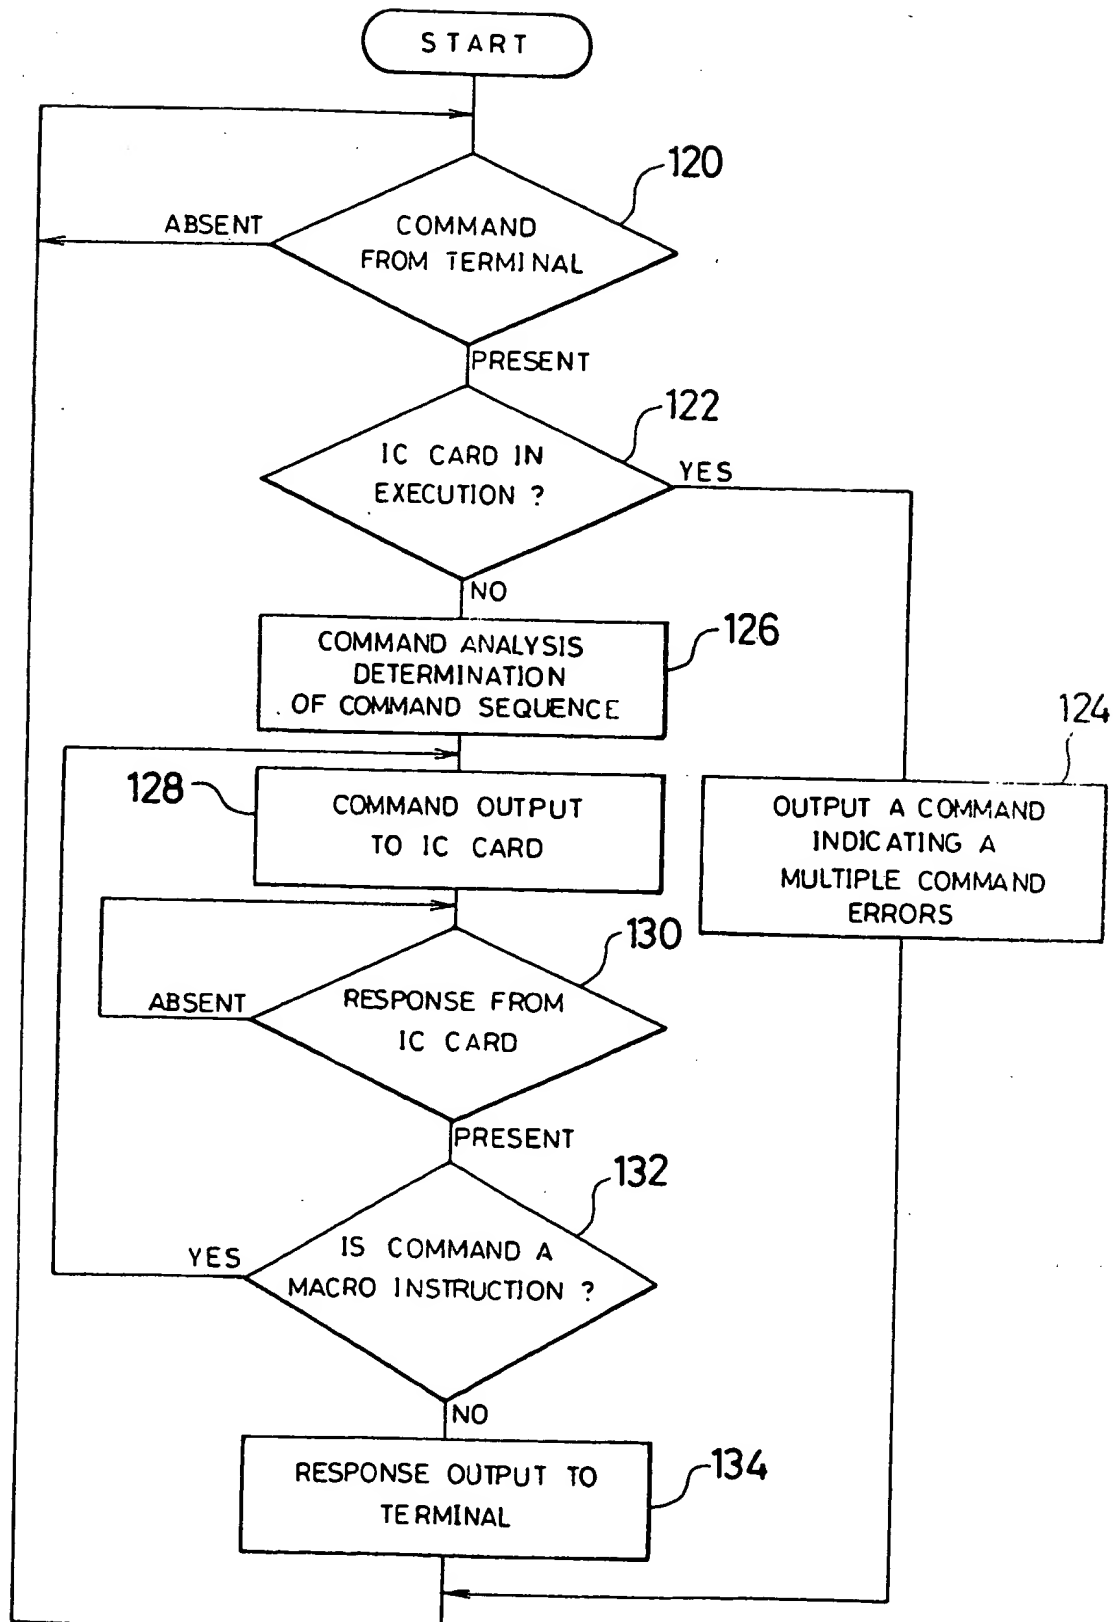 START
120
COMMAND
FROM TERMINAL
ABSENT
PRESENT
122
IC CARD IN
EXECUTION ?
YES
NO
126
COMMAND ANALYSIS
DETERMINATION
OF COMMAND SEQUENCE
124
OUTPUT A COMMAND
INDICATING A
MULTIPLE COMMAND
ERRORS
128
COMMAND OUTPUT
TO IC CARD
130
RESPONSE FROM
IC CARD
ABSENT
PRESENT
132
IS COMMAND A
MACRO INSTRUCTION ?
YES
NO
134
RESPONSE OUTPUT TO
TERMINAL